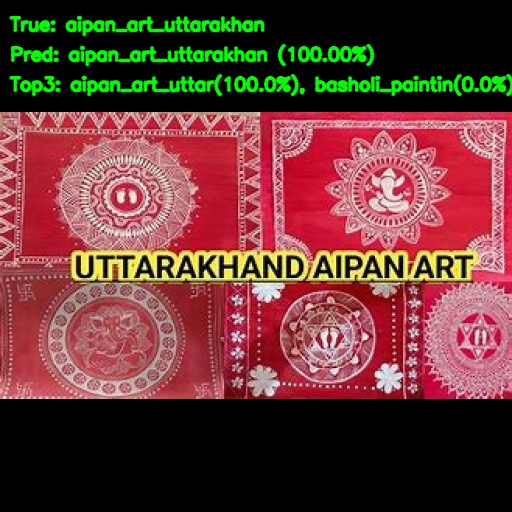 True: aipan_art_uttarakhan
Pred: aipan_art_uttarakhan (100.00%)
Top3: aipan_art_uttar(100.0%), basholi_paintin(0.0%)
UTTARAKHAND AIPAN ART